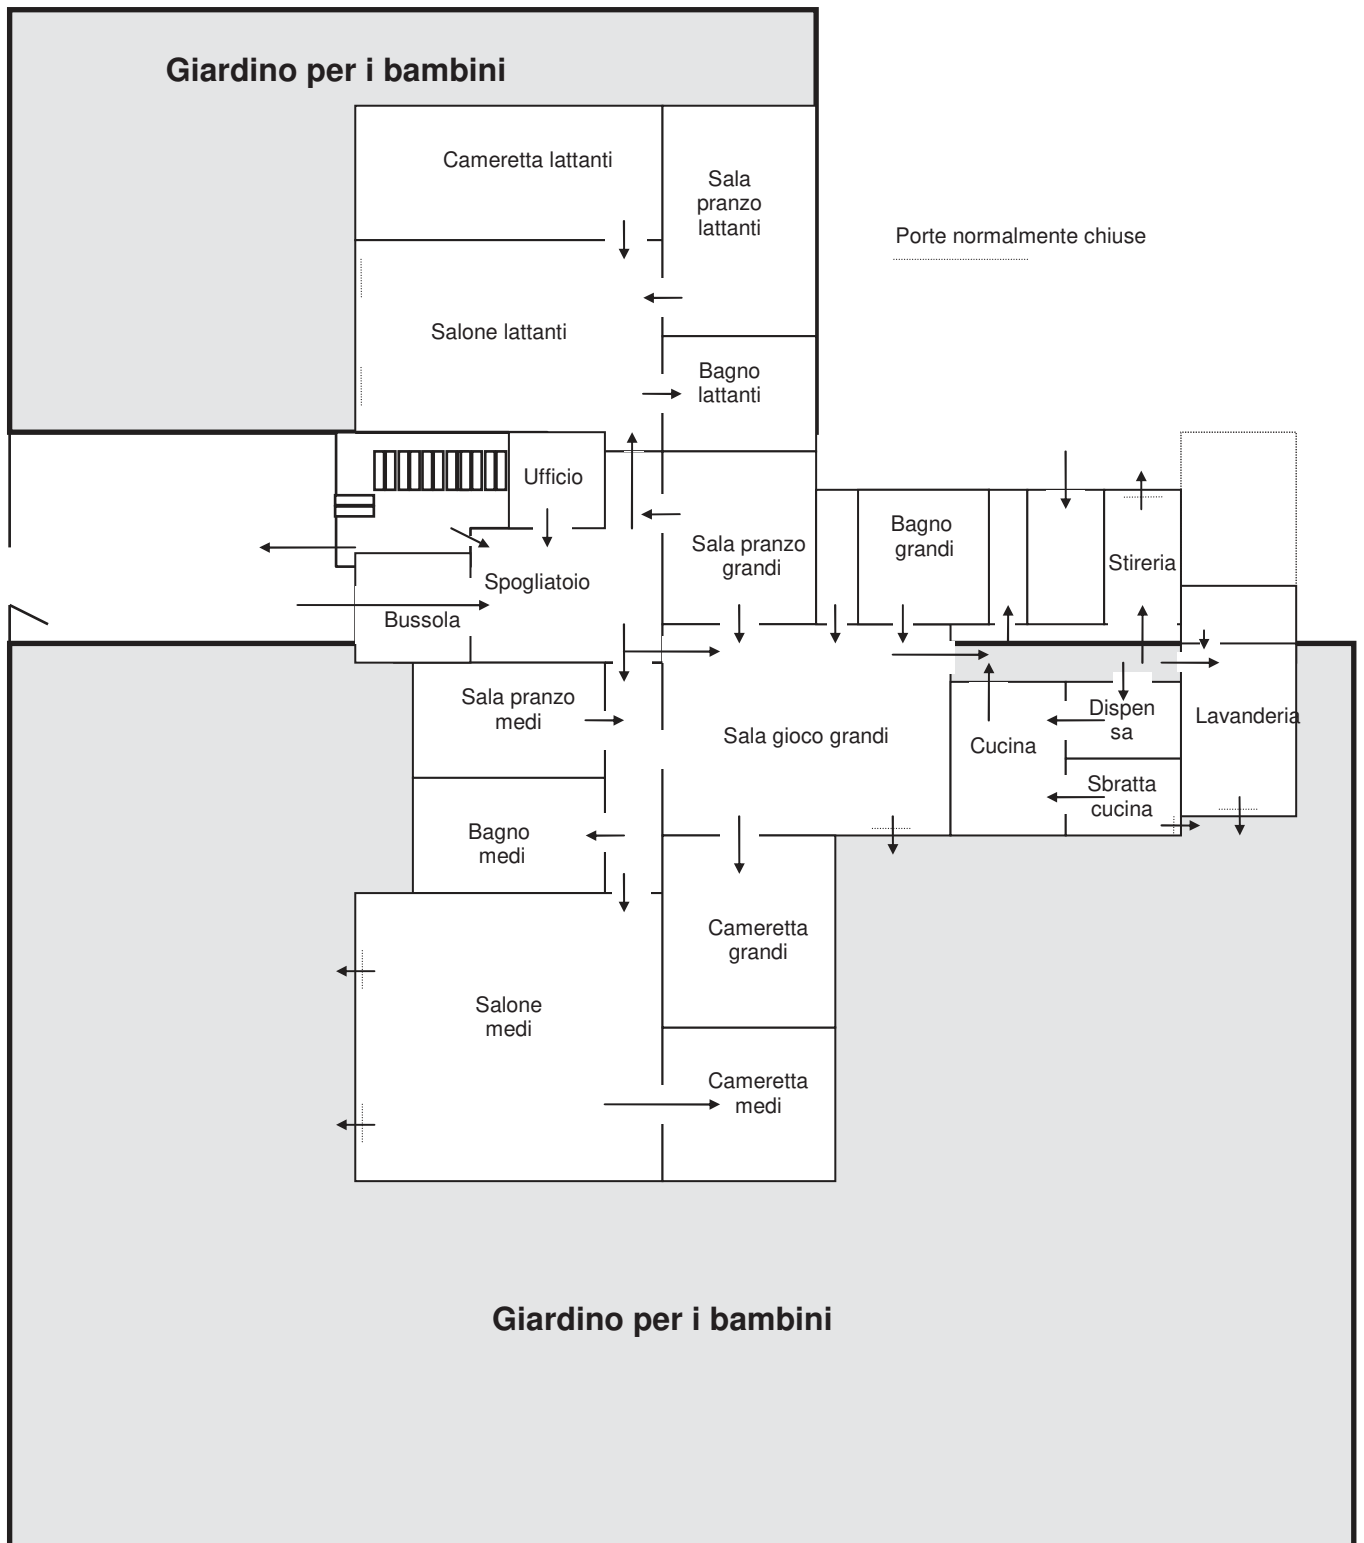 Giardino per i bambini
Cameretta lattanti
Sala
pranzo
lattanti
Porte normalmente chiuse
Salone lattanti
Bagno
lattanti
Ufficio
Sala pranzo
grandi
Bagno
grandi
Stireria
Spogliatoio
Bussola
Sala pranzo
medi
Sala gioco grandi
Cucina
Dispen
sa
Lavanderia
Sbratta
cucina
Bagno
medi
Cameretta
grandi
Salone
medi
Cameretta
medi
Giardino per i bambini